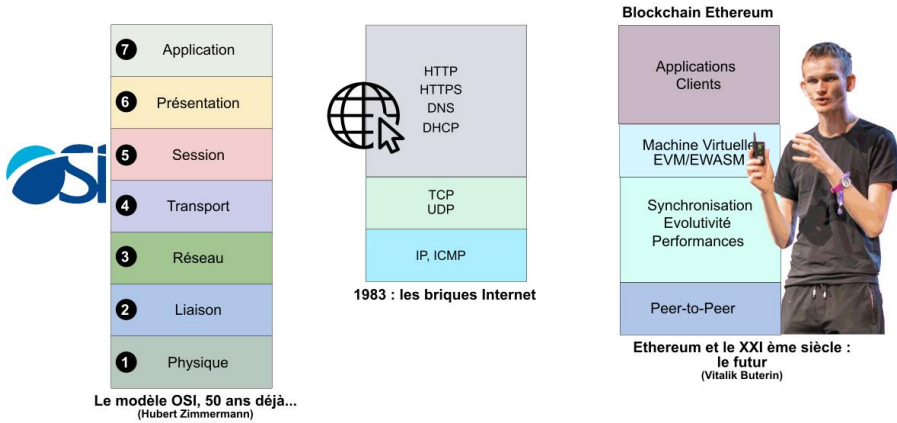 OSI
7 Application
6 Présentation
5 Session
4 Transport
3 Réseau
2 Liaison
1 Physique
Le modèle OSI, 50 ans déjà...
(Hubert Zimmermann)
HTTP
HTTPS
DNS
DHCP
TCP
UDP
IP, ICMP
1983 : les briques Internet
Blockchain Ethereum
Applications
Clients
Machine Virtuelle
EVM/EWASM
Synchronisation
Evolutivité
Performances
Peer-to-Peer
Ethereum et le XXI ème siècle :
le futur
(Vitalik Buterin)